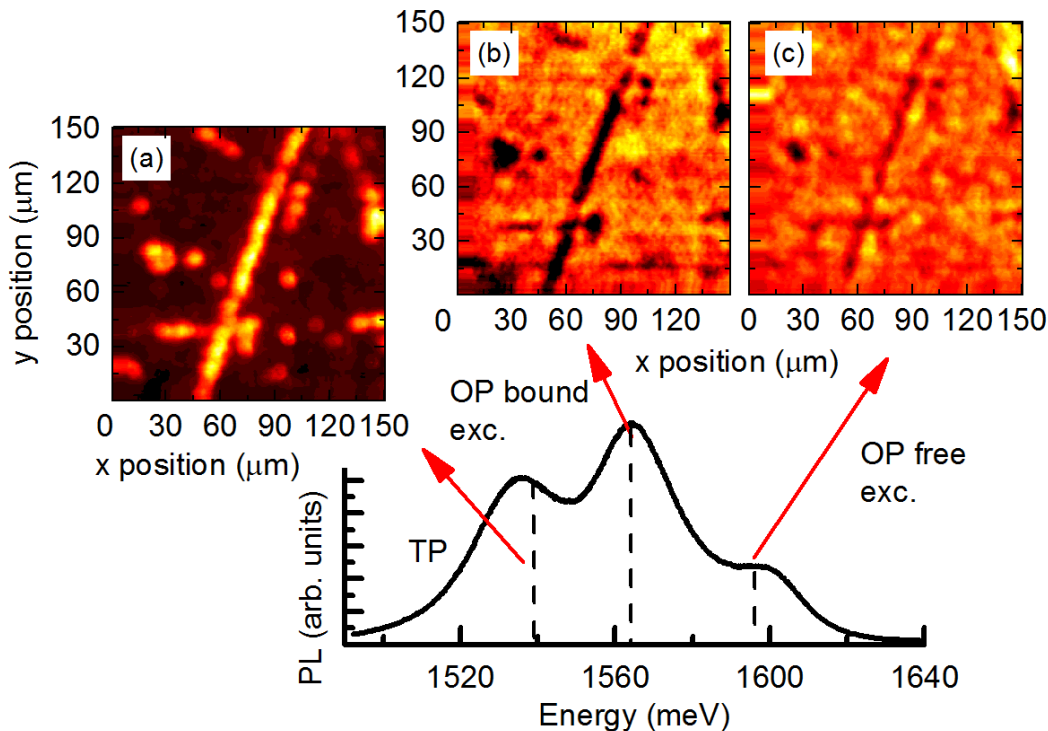 (a)
150
120
90
60
30
0 30 60 90 120 150
y position (μm)
x position (μm)
(b)
150
120
90
60
30
0 30 60 90 120
(c)
0 30 60 90 120 150
x position (μm)
OP bound
exc.
OP free
exc.
TP
PL (arb. units)
1520 1560 1600 1640
Energy (meV)